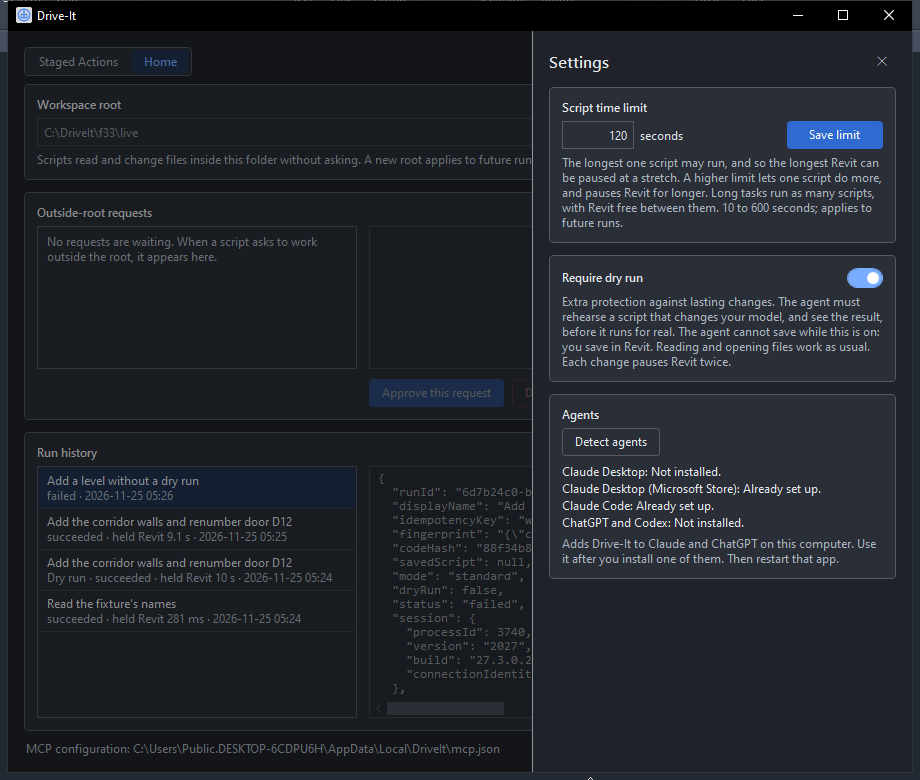 Drive-It
Staged Actions
Home
Workspace root
C:\DriveIt\f33\live
Scripts read and change files inside this folder without asking. A new root applies to future run
Outside-root requests
No requests are waiting. When a script asks to work
outside the root, it appears here.
Approve this request
D
Run history
Add a level without a dry run
failed · 2026-11-25 05:26
Add the corridor walls and renumber door D12
succeeded · held Revit 9.1 s · 2026-11-25 05:25
Add the corridor walls and renumber door D12
Dry run · succeeded · held Revit 10 s · 2026-11-25 05:24
Read the fixture's names
succeeded · held Revit 281 ms · 2026-11-25 05:24
{
"runId": "6d7b24c0-b
"displayName": "Add
"idempotencyKey": "w
"fingerprint": "{\"c
"codeHash": "88f34b8
"savedScript": null,
"mode": "standard",
"dryRun": false,
"status": "failed",
"session": {
"processId": 3740,
"version": "2027",
"build": "27.3.0.2
"connectionIdentit
},
MCP configuration: C:\Users\Public.DESKTOP-6CDPU6H\AppData\Local\DriveIt\mcp.json
Settings
Script time limit
120 seconds
Save limit
The longest one script may run, and so the longest Revit can
be paused at a stretch. A higher limit lets one script do more,
and pauses Revit for longer. Long tasks run as many scripts,
with Revit free between them. 10 to 600 seconds; applies to
future runs.
Require dry run
Extra protection against lasting changes. The agent must
rehearse a script that changes your model, and see the result,
before it runs for real. The agent cannot save while this is on:
you save in Revit. Reading and opening files work as usual.
Each change pauses Revit twice.
Agents
Detect agents
Claude Desktop: Not installed.
Claude Desktop (Microsoft Store): Already set up.
Claude Code: Already set up.
ChatGPT and Codex: Not installed.
Adds Drive-It to Claude and ChatGPT on this computer. Use
it after you install one of them. Then restart that app.